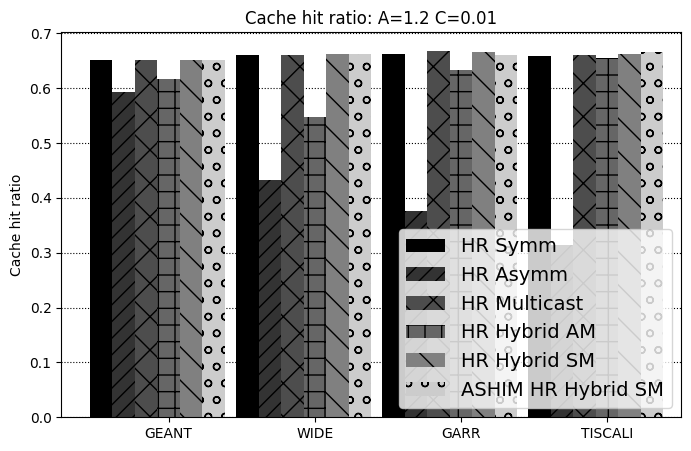 Cache hit ratio: A=1.2 C=0.01
Cache hit ratio
0.7
0.6
0.5
0.4
0.3
0.2
0.1
0.0
GEANT
WIDE
GARR
TISCALI
HR Symm
HR Asymm
HR Multicast
HR Hybrid AM
HR Hybrid SM
ASHIM HR Hybrid SM